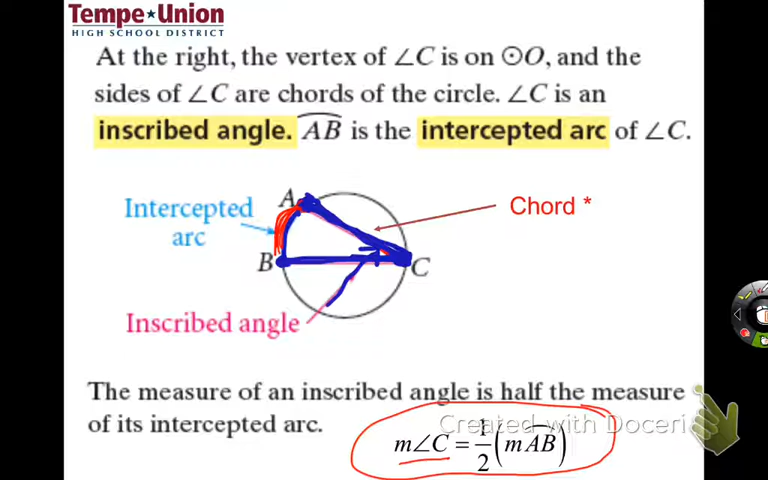 Tempe★Union
HIGH SCHOOL DISTRICT
At the right, the vertex of ∠C is on ⊙O, and the
sides of ∠C are chords of the circle. ∠C is an
inscribed angle. AB is the intercepted arc of ∠C.
A
Intercepted
arc
Chord *
B
C
Inscribed angle
The measure of an inscribed angle is half the measure
of its intercepted arc.
Created with Doceri
m∠C = 1/2 (mAB)